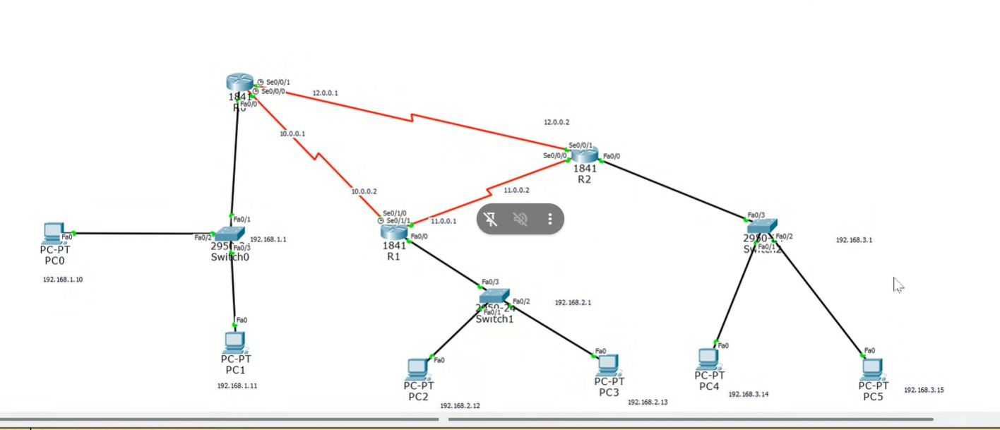 Se0/0/1
Se0/0/0
1841
R0
Fa0/0
12.0.0.1
12.0.0.2
10.0.0.1
Se0/0/1
Se0/0/0
Fa0/0
1841
R2
10.0.0.2
11.0.0.2
Se0/1/0
Se0/1/1
11.0.0.1
Fa0/0
1841
R1
Fa0/1
Fa0
Fa0/2
192.168.1.1
Fa0/3
Switch0
PC-PT
PC0
192.168.1.10
Fa0/3
Fa0/2
Fa0/1
192.168.3.1
Fa0/3
Fa0/2
192.168.2.1
2950-24
Fa0/1
Switch1
Fa0
PC-PT
PC1
192.168.1.11
Fa0
PC-PT
PC2
192.168.2.12
Fa0
PC-PT
PC3
192.168.2.13
Fa0
PC-PT
PC4
192.168.3.14
Fa0
PC-PT
PC5
192.168.3.15